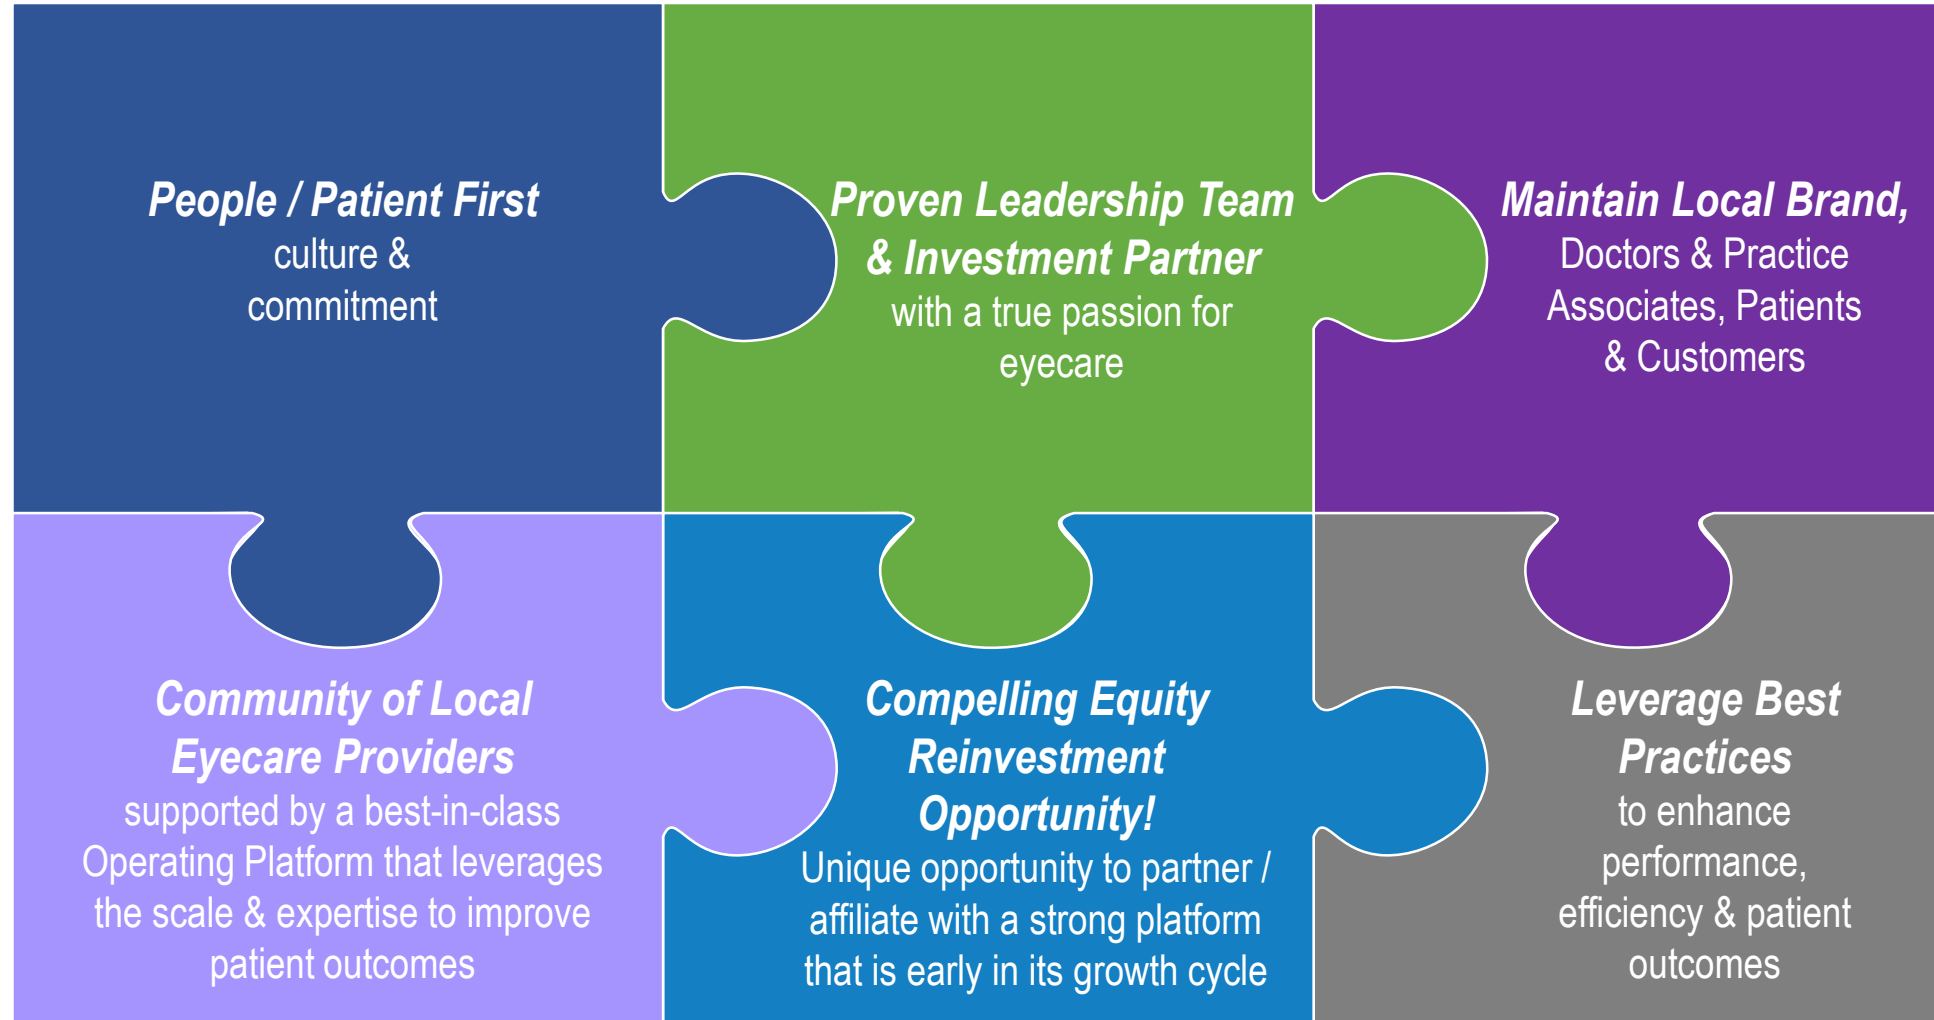 People / Patient First
culture &
commitment
Proven Leadership Team
& Investment Partner
with a true passion for
eyecare
Maintain Local Brand,
Doctors & Practice
Associates, Patients
& Customers
Community of Local
Eyecare Providers
supported by a best-in-class
Operating Platform that leverages
the scale & expertise to improve
patient outcomes
Compelling Equity
Reinvestment
Opportunity!
Unique opportunity to partner /
affiliate with a strong platform
that is early in its growth cycle
Leverage Best
Practices
to enhance
performance,
efficiency & patient
outcomes